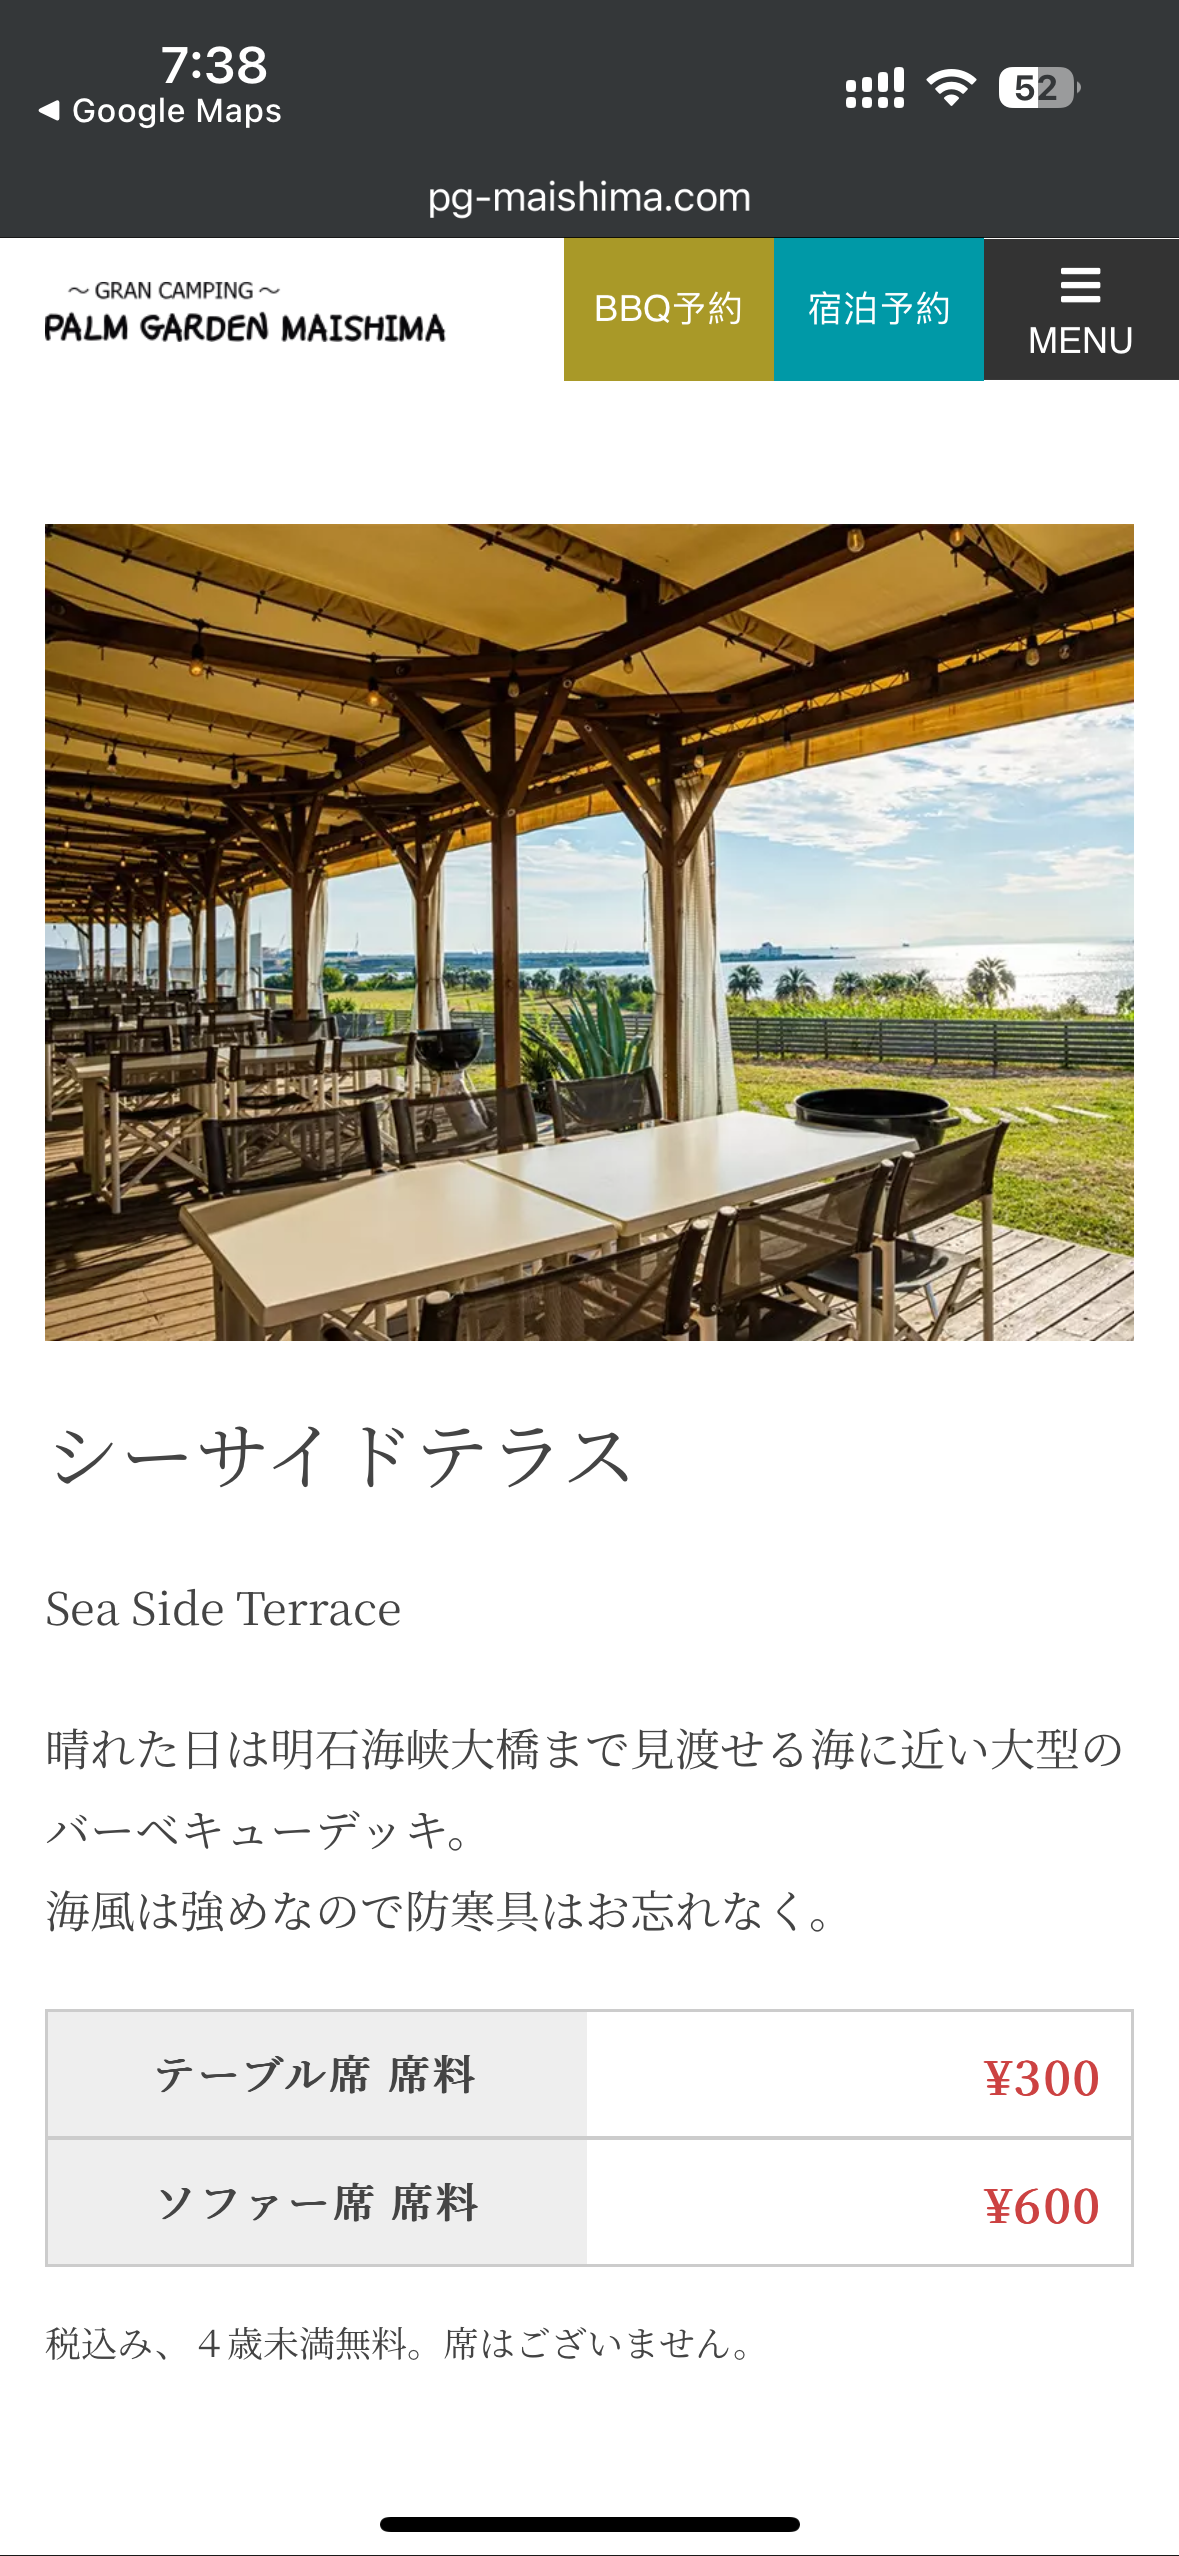 7:38
◀ Google Maps
52
pg-maishima.com
～ GRAN CAMPING ～
PALM GARDEN MAISHIMA
BBQ予約
宿泊予約
MENU
シーサイドテラス
Sea Side Terrace
晴れた日は明石海峡大橋まで見渡せる海に近い大型の
バーベキューデッキ。
海風は強めなので防寒具はお忘れなく。
テーブル席 席料 ¥300
ソファー席 席料 ¥600
税込み、４歳未満無料。席はございません。